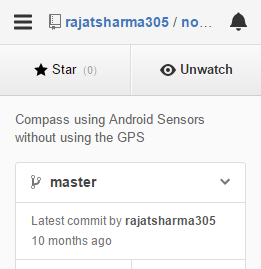 rajatsharma305 / no...
Star (0)
Unwatch
Compass using Android Sensors
without using the GPS
master
Latest commit by rajatsharma305
10 months ago